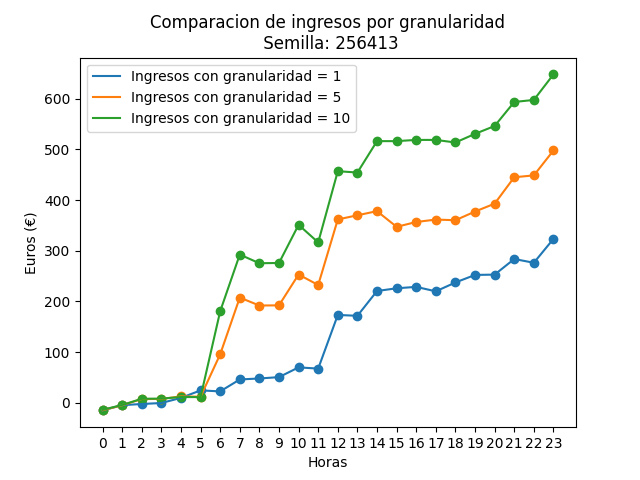 Comparacion de ingresos por granularidad
Semilla: 256413
Ingresos con granularidad = 1
Ingresos con granularidad = 5
Ingresos con granularidad = 10
Euros (€)
600
500
400
300
200
100
0
0 1 2 3 4 5 6 7 8 9 10 11 12 13 14 15 16 17 18 19 20 21 22 23
Horas